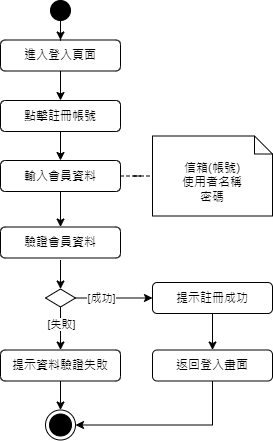 進入登入頁面
點擊註冊帳號
輸入會員資料
信箱(帳號)
使用者名稱
密碼
驗證會員資料
[成功]
提示註冊成功
[失敗]
提示資料驗證失敗
返回登入畫面